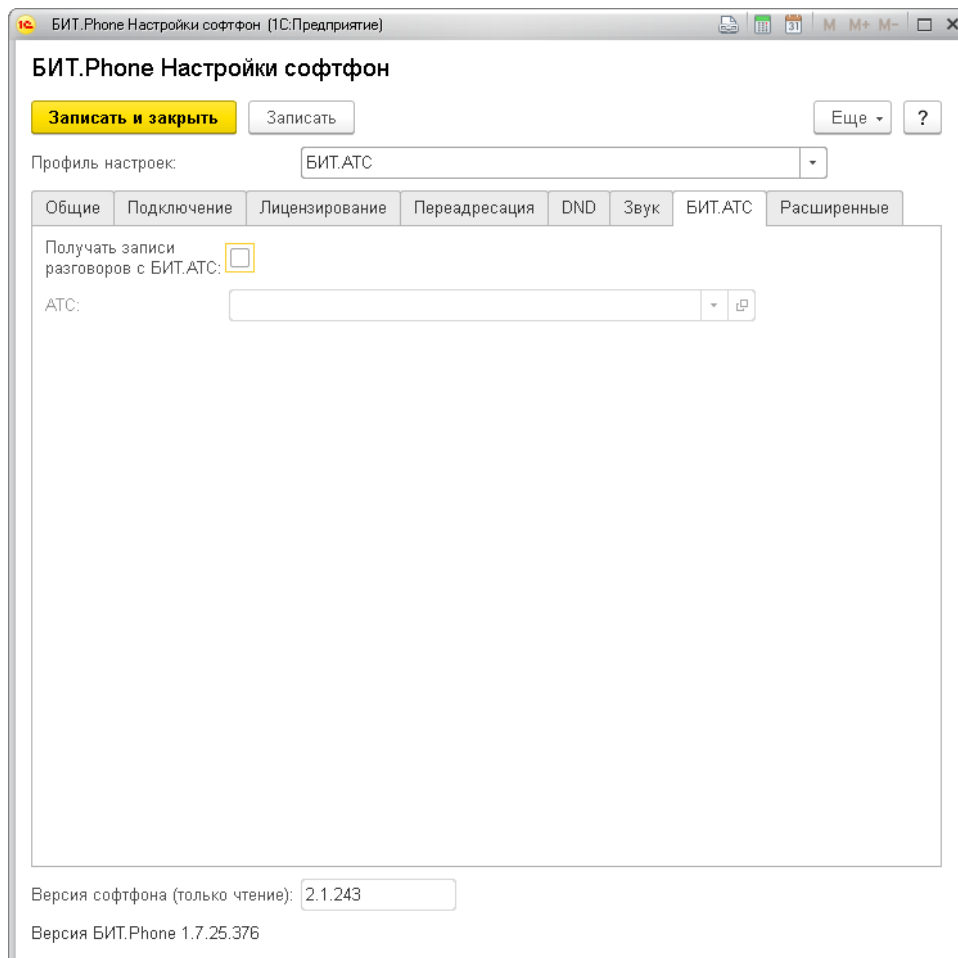 1С БИТ.Phone Настройки софтфон (1С:Предприятие) 31 M M+ M-
БИТ.Phone Настройки софтфон
Записать и закрыть Записать Еще ?
Профиль настроек: БИТ.АТС
Общие Подключение Лицензирование Переадресация DND Звук БИТ.АТС Расширенные
Получать записи
разговоров с БИТ.АТС:
АТС:
Версия софтфона (только чтение): 2.1.243
Версия БИТ.Phone 1.7.25.376